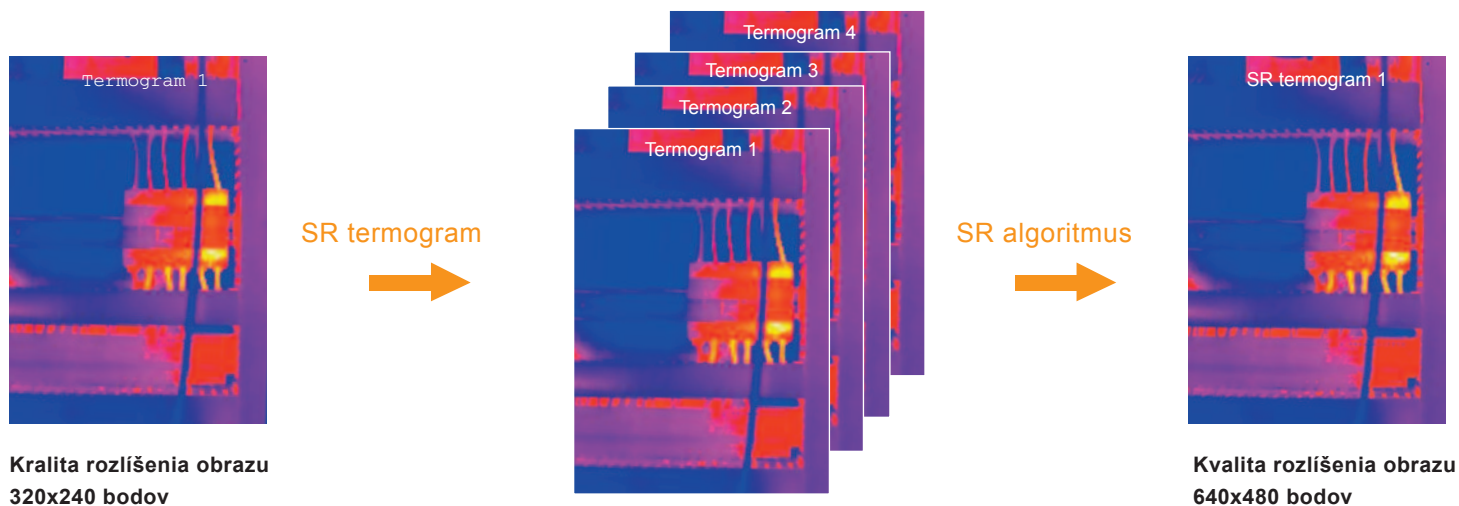 Termogram 1
Kralita rozlíšenia obrazu
320x240 bodov
SR termogram
Termogram 4
Termogram 3
Termogram 2
Termogram 1
SR algoritmus
SR termogram 1
Kvalita rozlíšenia obrazu
640x480 bodov